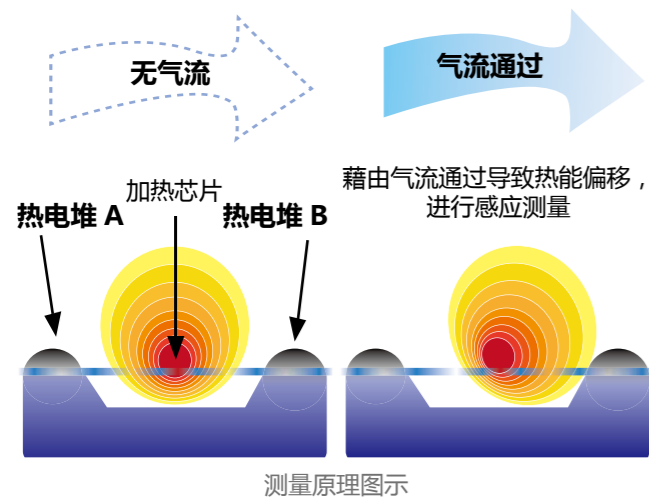 无气流
气流通过
加热芯片
热电堆 A
热电堆 B
藉由气流通过导致热能偏移，
进行感应测量
测量原理图示